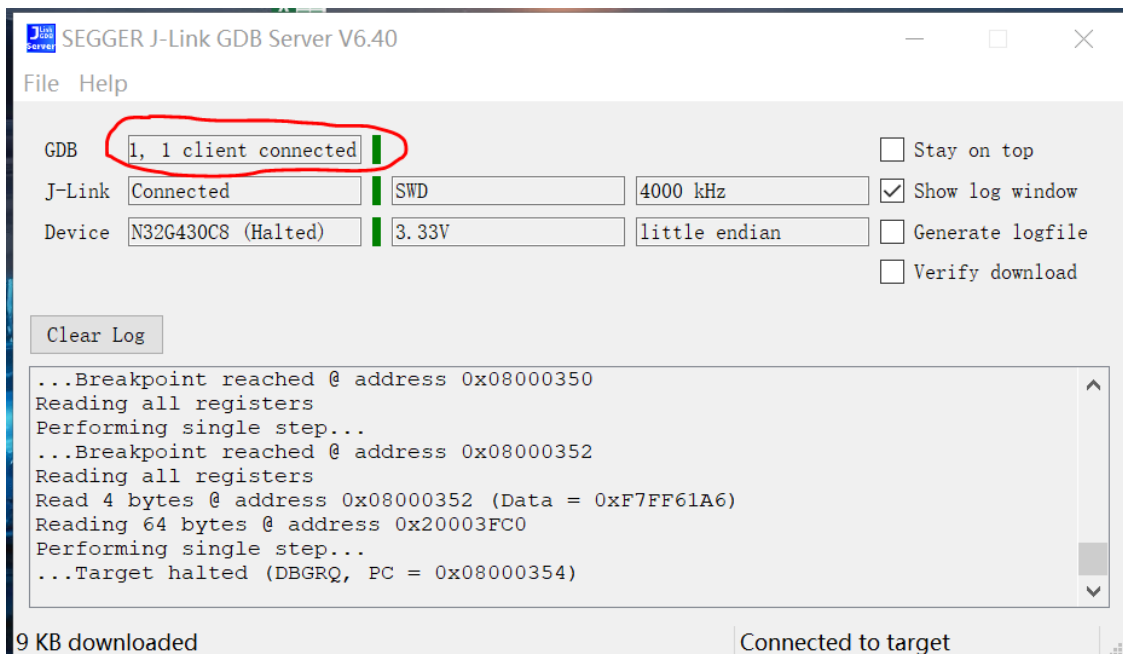 J-Link GDB Server SEGGER J-Link GDB Server V6.40
File Help
GDB 1, 1 client connected Stay on top
J-Link Connected SWD 4000 kHz Show log window
Device N32G430C8 (Halted) 3.33V little endian Generate logfile
Verify download
Clear Log
...Breakpoint reached @ address 0x08000350
Reading all registers
Performing single step...
...Breakpoint reached @ address 0x08000352
Reading all registers
Read 4 bytes @ address 0x08000352 (Data = 0xF7FF61A6)
Reading 64 bytes @ address 0x20003FC0
Performing single step...
...Target halted (DBGRQ, PC = 0x08000354)
9 KB downloaded Connected to target